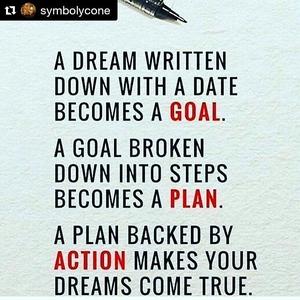 symbolycone
A DREAM WRITTEN
DOWN WITH A DATE
BECOMES A GOAL.
A GOAL BROKEN
DOWN INTO STEPS
BECOMES A PLAN.
A PLAN BACKED BY
ACTION MAKES YOUR
DREAMS COME TRUE.